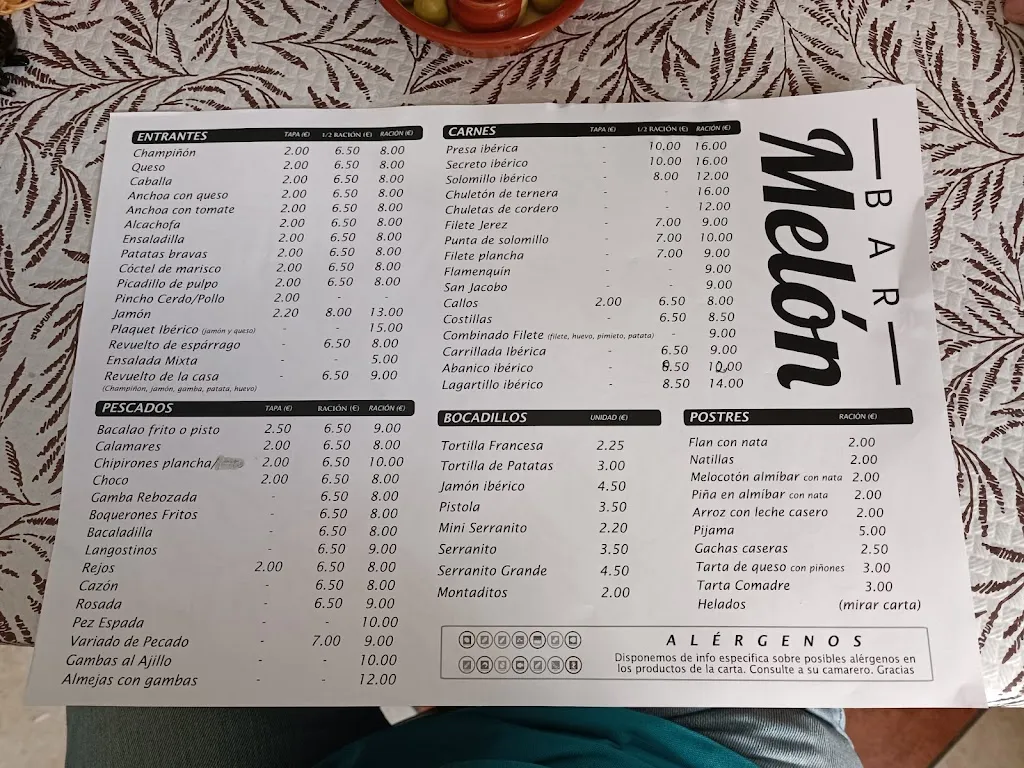 ENTRANTES TAPA (€) 1/2 RACIÓN (€) RACIÓN (€)
Champiñón 2.00 6.50 8.00
Queso 2.00 6.50 8.00
Caballa 2.00 6.50 8.00
Anchoa con queso 2.00 6.50 8.00
Anchoa con tomate 2.00 6.50 8.00
Alcachofa 2.00 6.50 8.00
Ensaladilla 2.00 6.50 8.00
Patatas bravas 2.00 6.50 8.00
Cóctel de marisco 2.00 6.50 8.00
Picadillo de pulpo 2.00 6.50 8.00
Pincho Cerdo/Pollo 2.00 - -
Jamón 2.20 8.00 13.00
Plaquet Ibérico (jamón y queso) - - 15.00
Revuelto de espárrago - 6.50 8.00
Ensalada Mixta - - 5.00
Revuelto de la casa - 6.50 9.00
(Champiñon, jamón, gamba, patata, huevo)
PESCADOS TAPA (€) RACIÓN (€) RACIÓN (€)
Bacalao frito o pisto 2.50 6.50 9.00
Calamares 2.00 6.50 8.00
Chipirones plancha/ 2.00 6.50 10.00
Choco 2.00 6.50 8.00
Gamba Rebozada - 6.50 8.00
Boquerones Fritos - 6.50 8.00
Bacaladilla - 6.50 8.00
Langostinos - 6.50 9.00
Rejos 2.00 6.50 8.00
Cazón - 6.50 8.00
Rosada - 6.50 9.00
Pez Espada - - 10.00
Variado de Pecado - 7.00 9.00
Gambas al Ajillo - - 10.00
Almejas con gambas - - 12.00
CARNES TAPA (€) 1/2 RACIÓN (€) RACIÓN (€)
Presa ibérica - 10,00 16.00
Secreto ibérico - 10.00 16.00
Solomillo ibérico - 8.00 12.00
Chuletón de ternera - - 16.00
Chuletas de cordero - - 12.00
Filete Jerez - 7.00 9.00
Punta de solomillo - 7.00 10.00
Filete plancha - 7.00 9.00
Flamenquín - - 9.00
San Jacobo - - 9.00
Callos 2.00 6.50 8.00
Costillas - 6.50 8.50
Combinado Filete (filete, huevo, pimieto, patata) - 9.00
Carrillada Ibérica - 6.50 9.00
Abanico ibérico - 6.50 10.00
Lagartillo ibérico - 8.50 14.00
BOCADILLOS UNIDAD (€)
Tortilla Francesa 2.25
Tortilla de Patatas 3.00
Jamón ibérico 4.50
Pistola 3.50
Mini Serranito 2.20
Serranito 3.50
Serranito Grande 4.50
Montaditos 2.00
POSTRES RACIÓN (€)
Flan con nata 2.00
Natillas 2.00
Melocotón almíbar con nata 2.00
Piña en almíbar con nata 2.00
Arroz con leche casero 2.00
Pijama 5.00
Gachas caseras 2.50
Tarta de queso con piñones 3.00
Tarta Comadre 3.00
Helados (mirar carta)
ALÉRGENOS
Disponemos de info especifica sobre posibles alérgenos en
los productos de la carta. Consulte a su camarero. Gracias
BAR
Melón